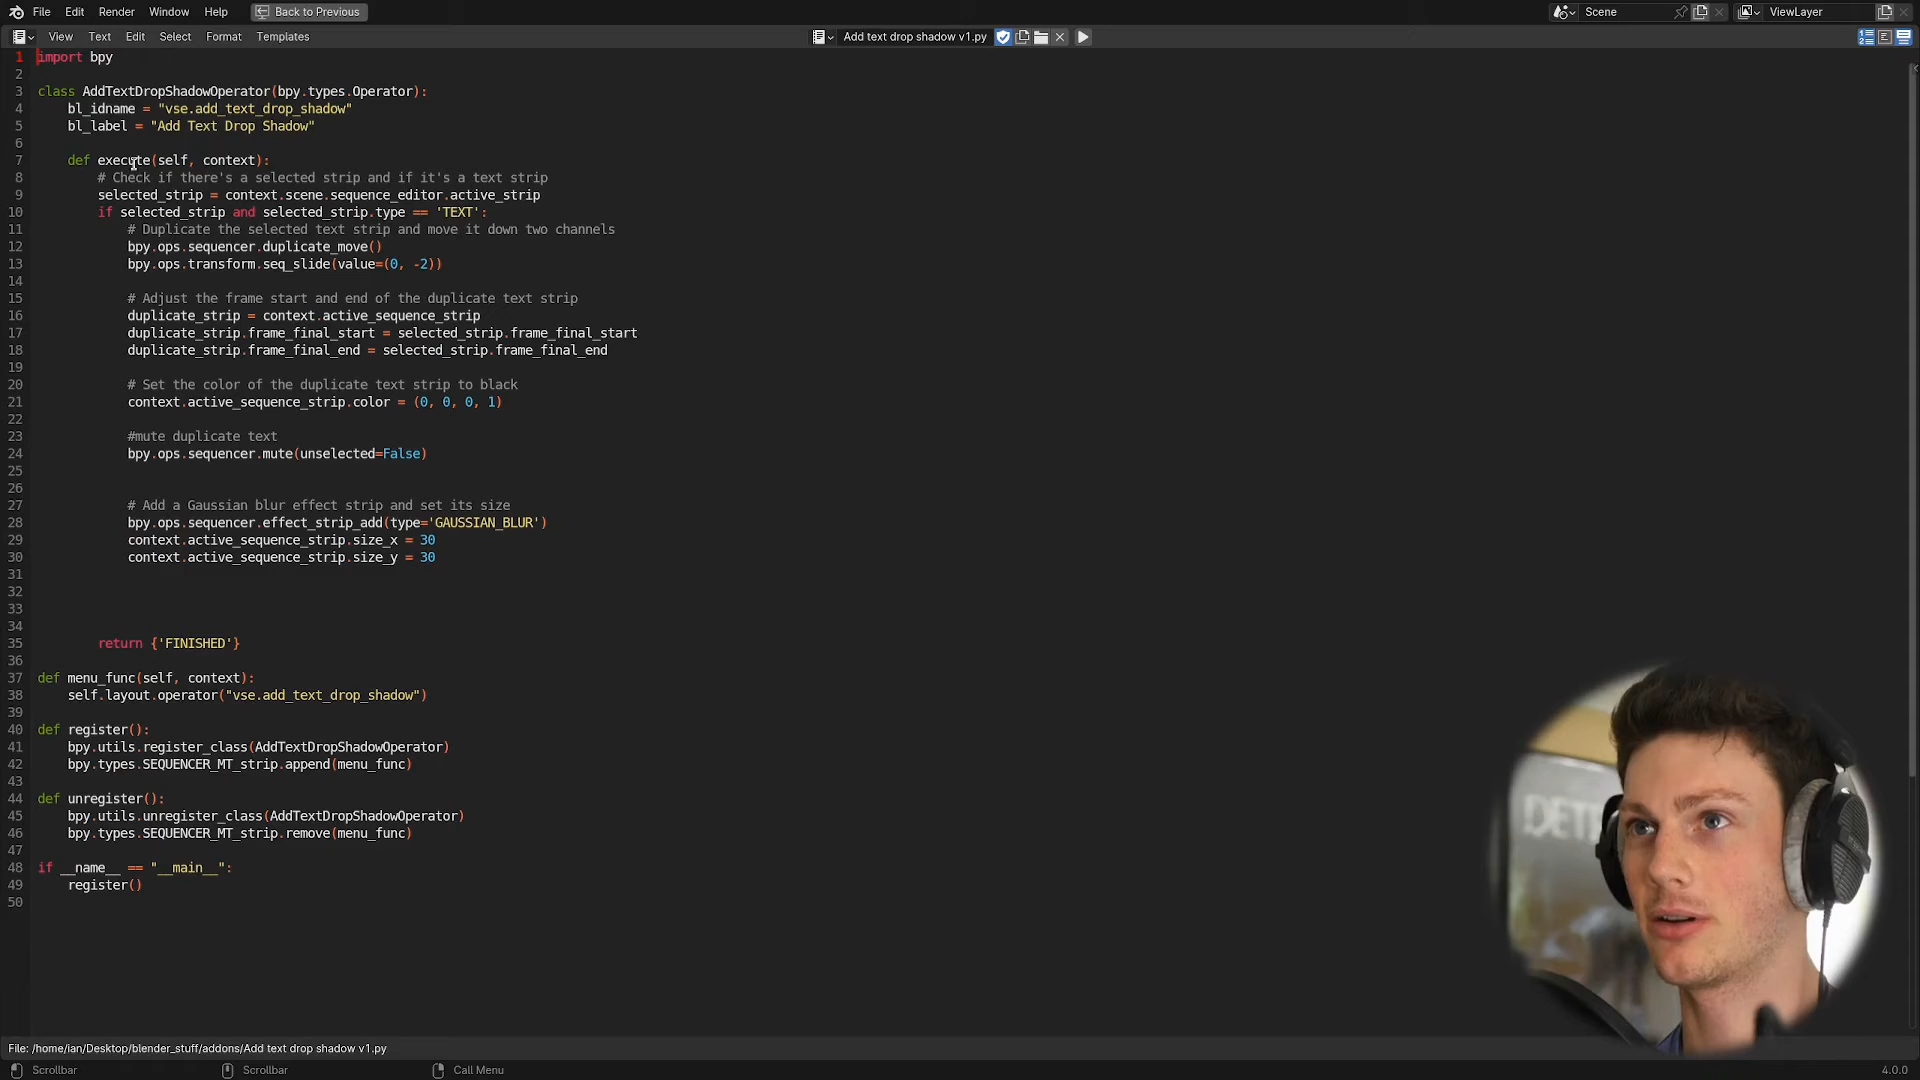 File Edit Render Window Help Back to Previous Scene ViewLayer
View Text Edit Select Format Templates Add text drop shadow v1.py
1 import bpy
2
3 class AddTextDropShadowOperator(bpy.types.Operator):
4 bl_idname = "vse.add_text_drop_shadow"
5 bl_label = "Add Text Drop Shadow"
6
7 def execute(self, context):
8 # Check if there's a selected strip and if it's a text strip
9 selected_strip = context.scene.sequence_editor.active_strip
10 if selected_strip and selected_strip.type == 'TEXT':
11 # Duplicate the selected text strip and move it down two channels
12 bpy.ops.sequencer.duplicate_move()
13 bpy.ops.transform.seq_slide(value=(0, -2))
14
15 # Adjust the frame start and end of the duplicate text strip
16 duplicate_strip = context.active_sequence_strip
17 duplicate_strip.frame_final_start = selected_strip.frame_final_start
18 duplicate_strip.frame_final_end = selected_strip.frame_final_end
19
20 # Set the color of the duplicate text strip to black
21 context.active_sequence_strip.color = (0, 0, 0, 1)
22
23 #mute duplicate text
24 bpy.ops.sequencer.mute(unselected=False)
25
26
27 # Add a Gaussian blur effect strip and set its size
28 bpy.ops.sequencer.effect_strip_add(type='GAUSSIAN_BLUR')
29 context.active_sequence_strip.size_x = 30
30 context.active_sequence_strip.size_y = 30
31
32
33
34
35 return {'FINISHED'}
36
37 def menu_func(self, context):
38 self.layout.operator("vse.add_text_drop_shadow")
39
40 def register():
41 bpy.utils.register_class(AddTextDropShadowOperator)
42 bpy.types.SEQUENCER_MT_strip.append(menu_func)
43
44 def unregister():
45 bpy.utils.unregister_class(AddTextDropShadowOperator)
46 bpy.types.SEQUENCER_MT_strip.remove(menu_func)
47
48 if __name__ == "__main__":
49 register()
50
DETR
File: /home/ian/Desktop/blender_stuff/addons/Add text drop shadow v1.py
Scrollbar Scrollbar Call Menu 4.0.0